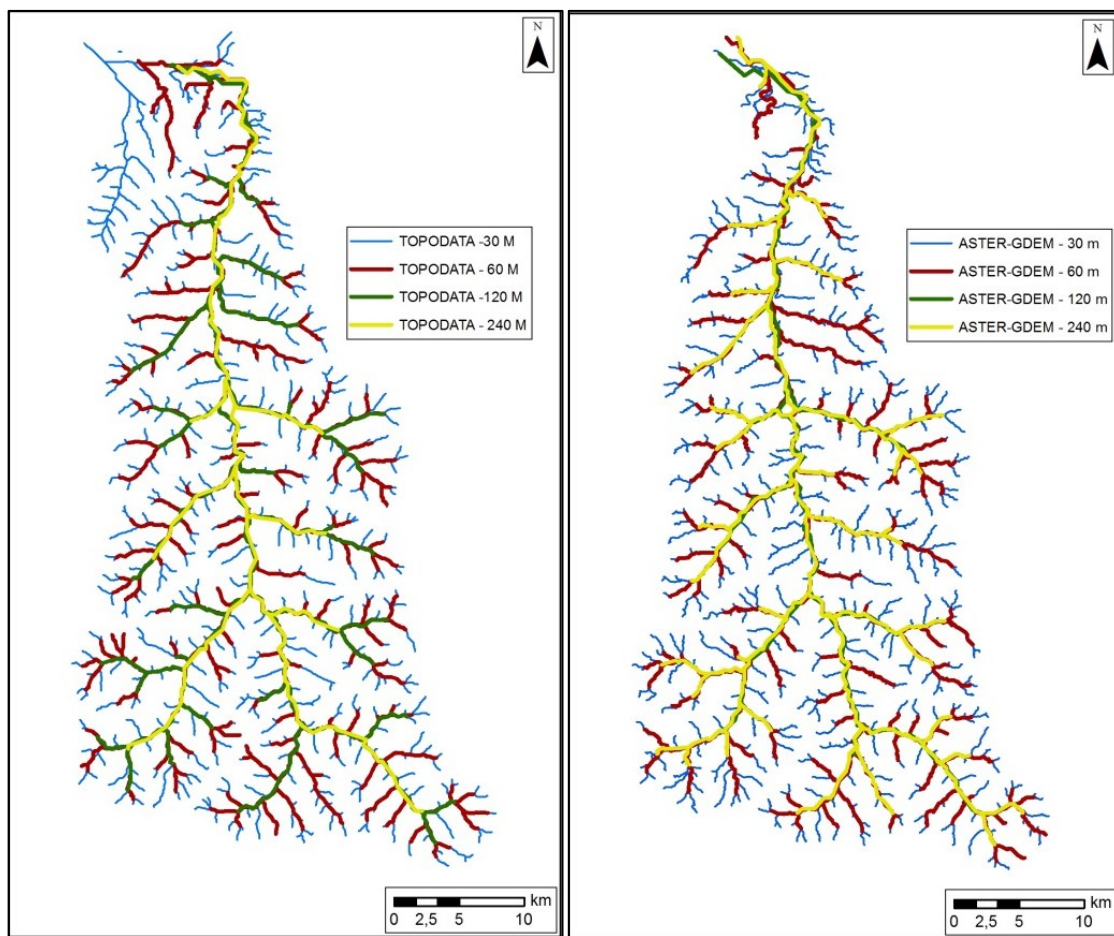 N
TOPODATA -30 M
TOPODATA - 60 M
TOPODATA -120 M
TOPODATA - 240 M
km
0 2,5 5 10
N
ASTER-GDEM - 30 m
ASTER-GDEM - 60 m
ASTER-GDEM - 120 m
ASTER-GDEM - 240 m
km
0 2,5 5 10